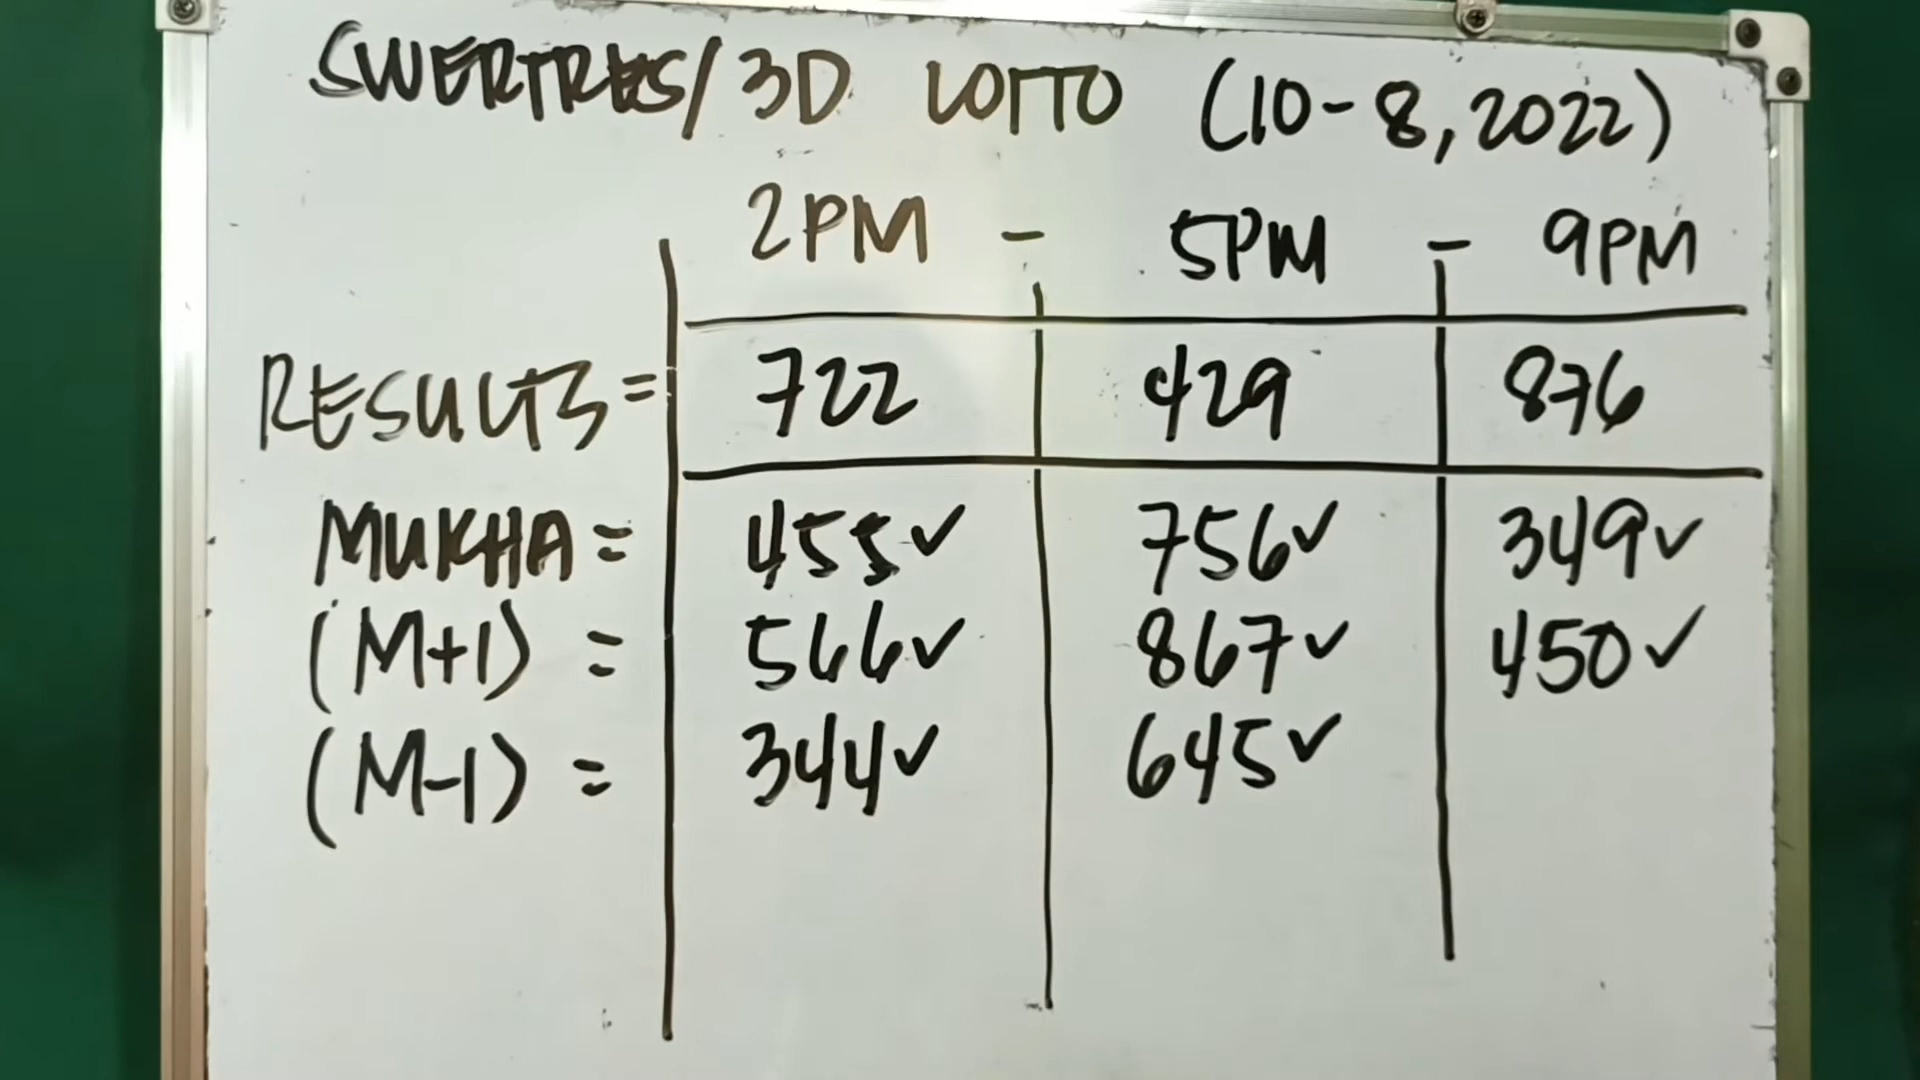 SWERTRES/3D LOTTO (10-8,2022)
2PM - 5PM - 9PM
RESULTS= 722 429 876
MUKHA= 455✓ 756✓ 349✓
(M+1) = 566✓ 867✓ 450✓
(M-1) = 344✓ 645✓